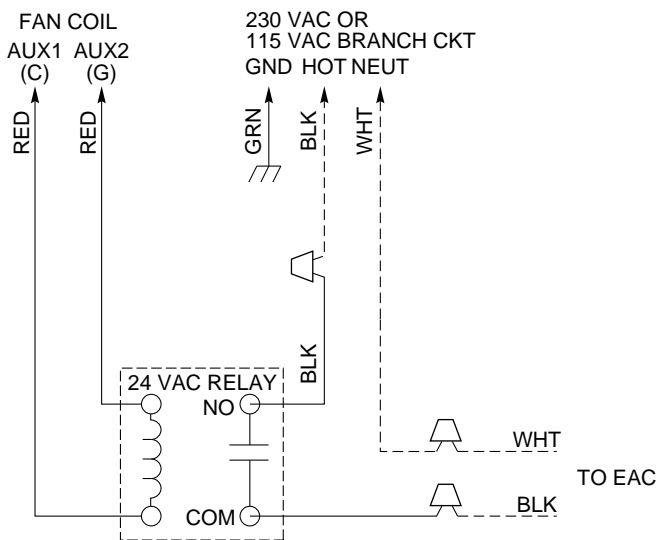 FAN COIL
AUX1 AUX2
(C) (G)
230 VAC OR
115 VAC BRANCH CKT
GND HOT NEUT
RED
RED
GRN
BLK
WHT
BLK
24 VAC RELAY
NO
COM
WHT
TO EAC
BLK